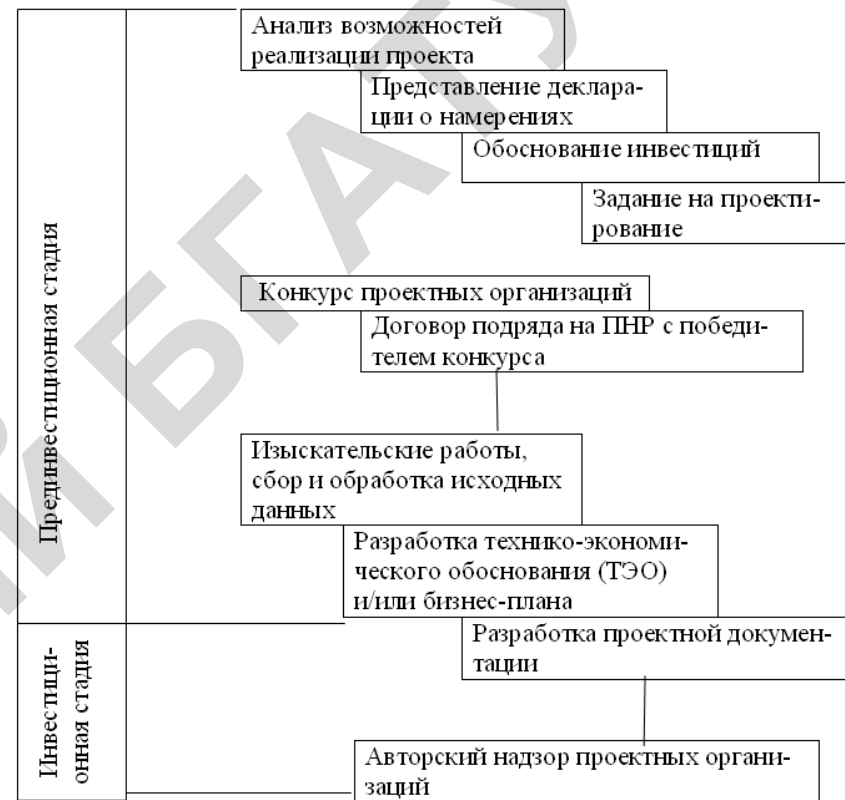 Анализ возможностей
реализации проекта
Представление деклара-
ции о намерениях
Обоснование инвестиций
Задание на проекти-
рование
Конкурс проектных организаций
Договор подряда на ПНР с победи-
телем конкурса
Изыскательские работы,
сбор и обработка исходных
данных
Разработка технико-экономи-
ческого обоснования (ТЭО)
и/или бизнес-плана
Разработка проектной докумен-
тации
Авторский надзор проектных органи-
заций
Прединвестиционная стадия
Инвестици-
онная стадия
БГАТУ